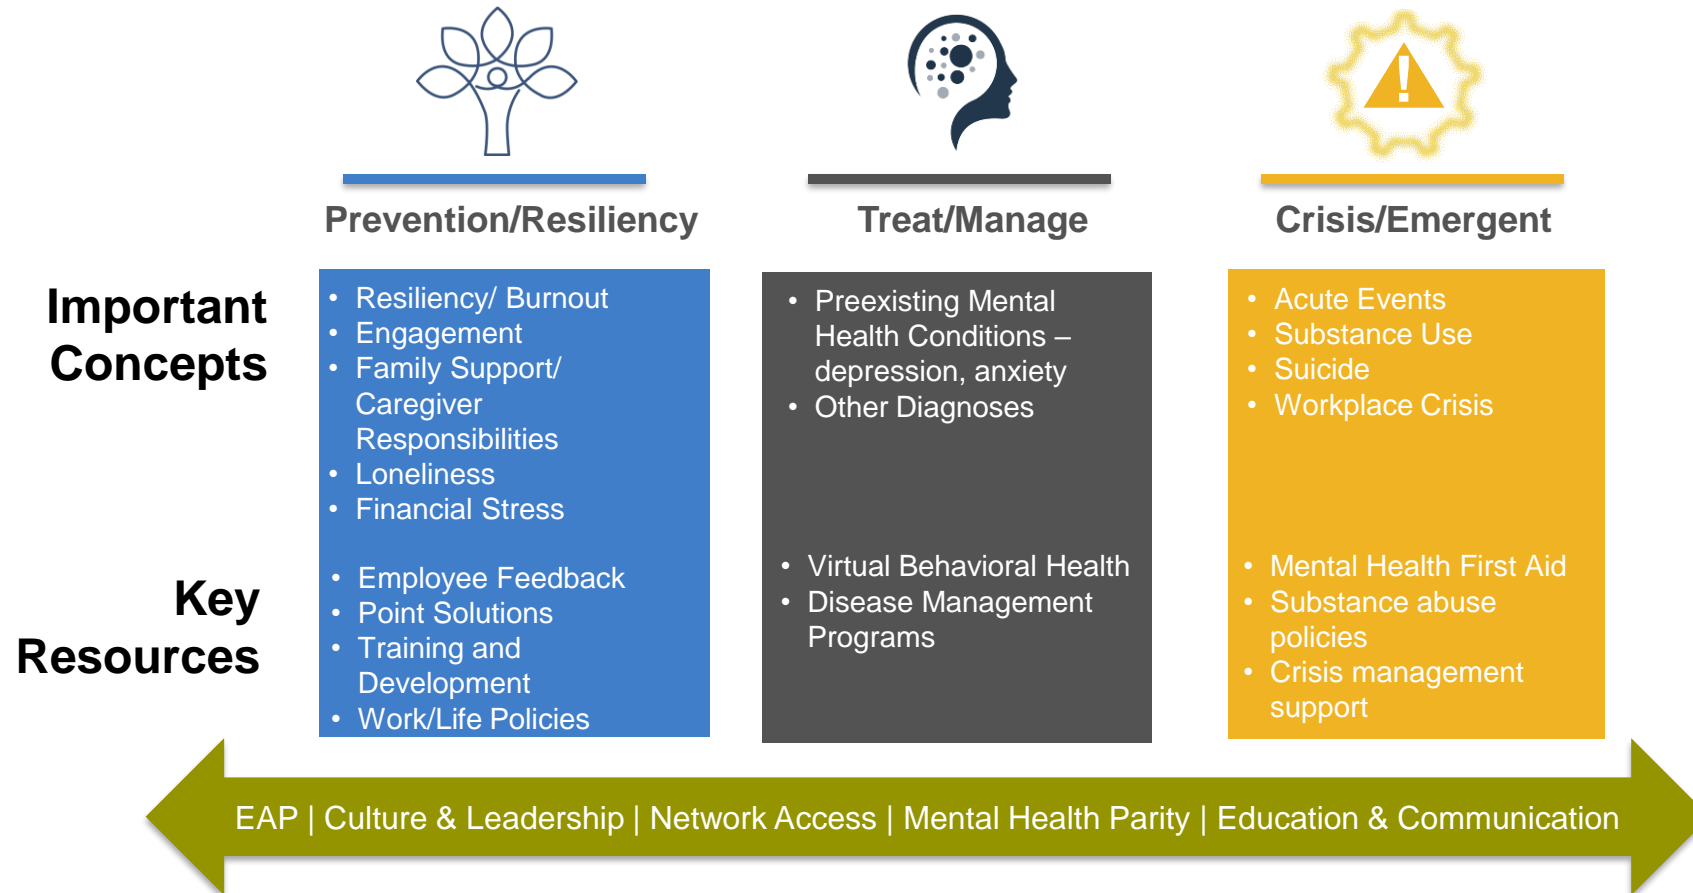 Prevention/Resiliency
Treat/Manage
Crisis/Emergent
Important
Concepts
• Resiliency/ Burnout
• Engagement
• Family Support/
Caregiver
Responsibilities
• Loneliness
• Financial Stress
• Preexisting Mental
Health Conditions –
depression, anxiety
• Other Diagnoses
• Acute Events
• Substance Use
• Suicide
• Workplace Crisis
Key
Resources
• Employee Feedback
• Point Solutions
• Training and
Development
• Work/Life Policies
• Virtual Behavioral Health
• Disease Management
Programs
• Mental Health First Aid
• Substance abuse
policies
• Crisis management
support
EAP | Culture & Leadership | Network Access | Mental Health Parity | Education & Communication